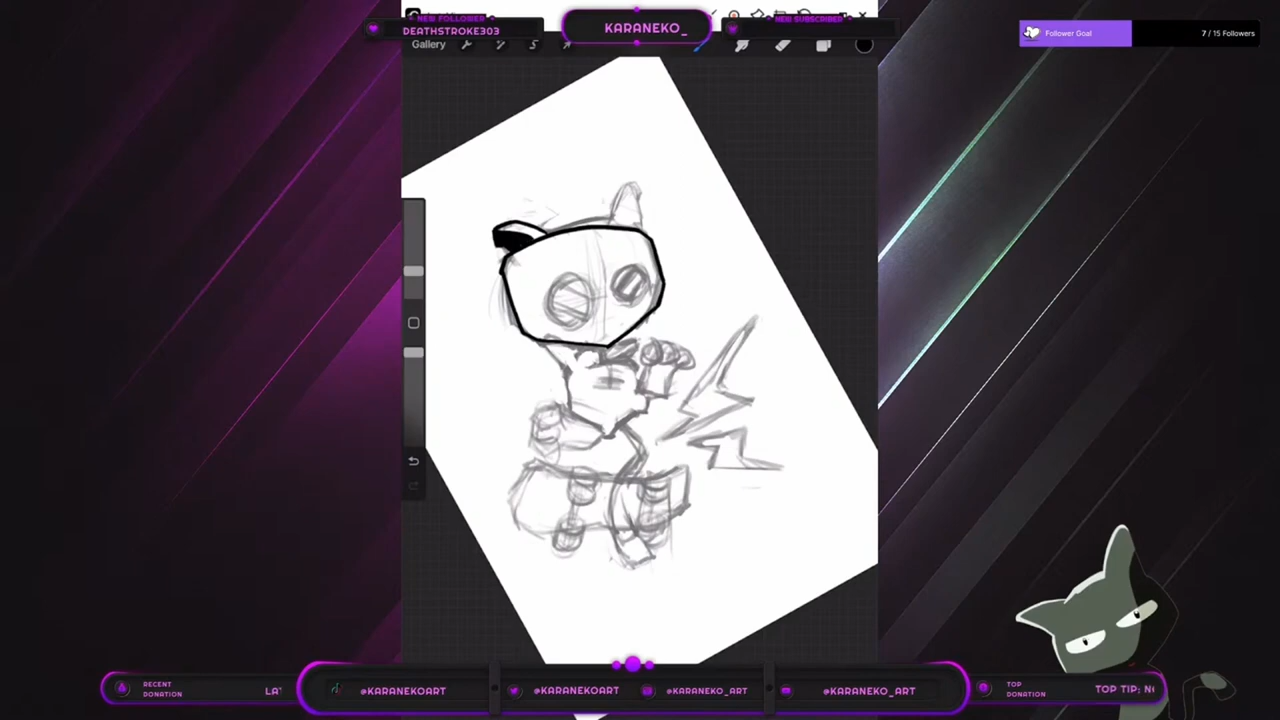 NEW FOLLOWER
DEATHSTROKE303
KARANEKO_
NEW SUBSCRIBER
Follower Goal
7 / 15 Followers
Gallery
RECENT
DONATION
LAT
@KARANEKOART
@KARANEKOART
@KARANEKO_ART
@KARANEKO_ART
TOP
DONATION
TOP TIP: N